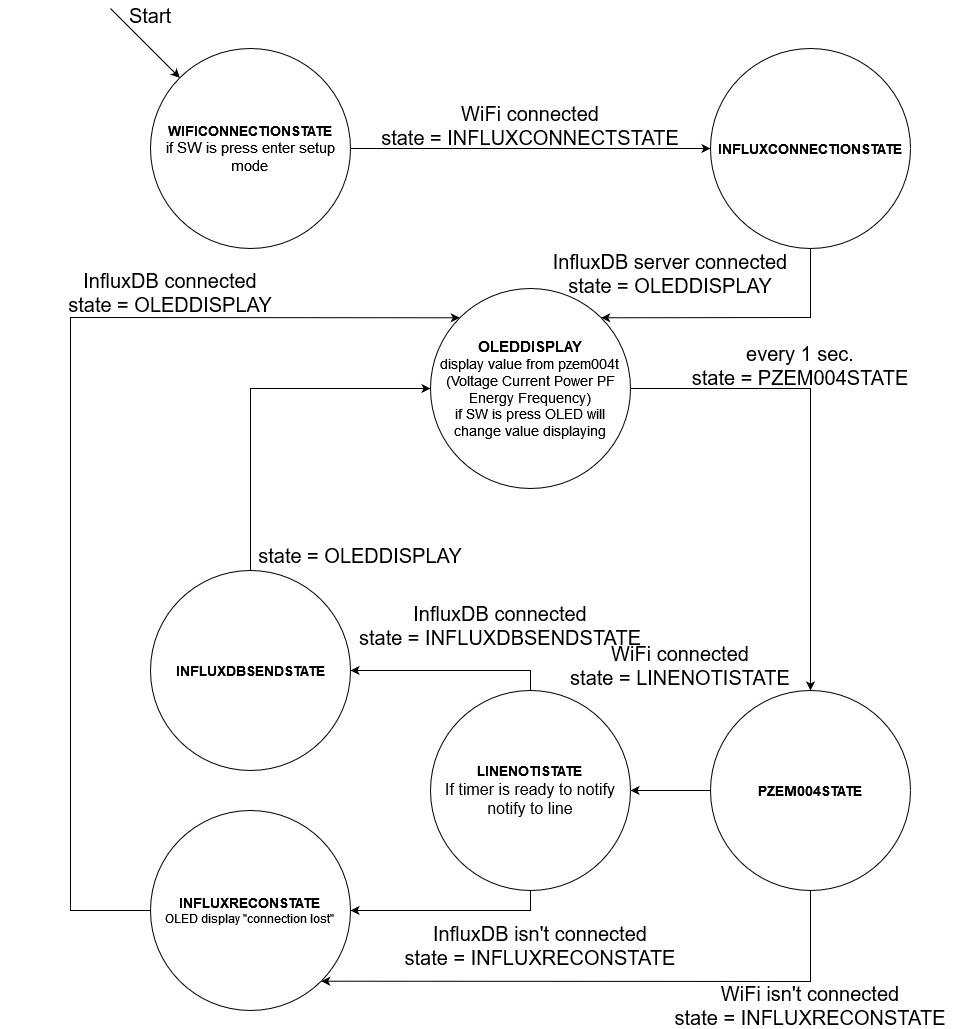 Start
WIFICONNECTIONSTATE
if SW is press enter setup
mode
WiFi connected
state = INFLUXCONNECTSTATE
INFLUXCONNECTIONSTATE
InfluxDB connected
state = OLEDDISPLAY
InfluxDB server connected
state = OLEDDISPLAY
OLEDDISPLAY
display value from pzem004t
(Voltage Current Power PF
Energy Frequency)
if SW is press OLED will
change value displaying
every 1 sec.
state = PZEM004STATE
state = OLEDDISPLAY
InfluxDB connected
state = INFLUXDBSENDSTATE
WiFi connected
state = LINENOTISTATE
INFLUXDBSENDSTATE
LINENOTISTATE
If timer is ready to notify
notify to line
PZEM004STATE
INFLUXRECONSTATE
OLED display "connection lost"
InfluxDB isn't connected
state = INFLUXRECONSTATE
WiFi isn't connected
state = INFLUXRECONSTATE